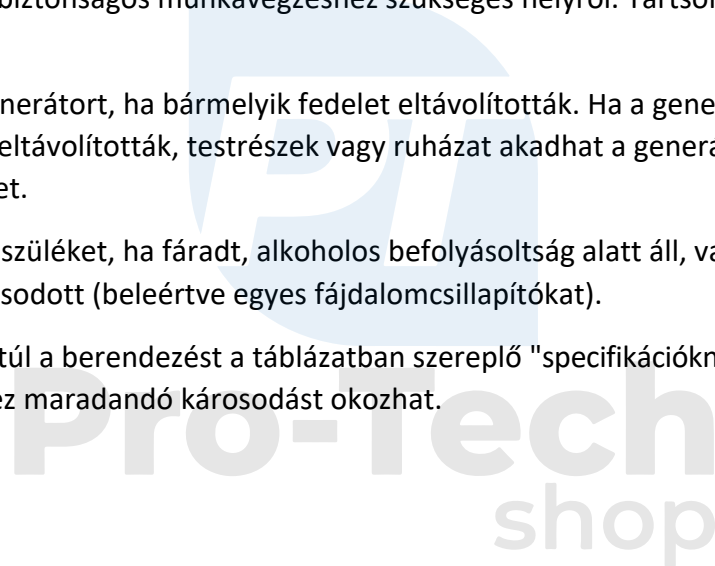 biztonságos munkavégzéshez szükséges helyről.
nerátort, ha bármelyik fedelet eltávolították. Ha a gene
eltávolították, testrészek vagy ruházat akadhat a genera
et.
szüléket, ha fáradt, alkoholos befolyásoltság alatt áll, va
sodott (beleértve egyes fájdalomcsillapítókat).
túl a berendezést a táblázatban szereplő "specifikációkn
ez maradandó károsodást okozhat.
PT
Pro-Tech
shop